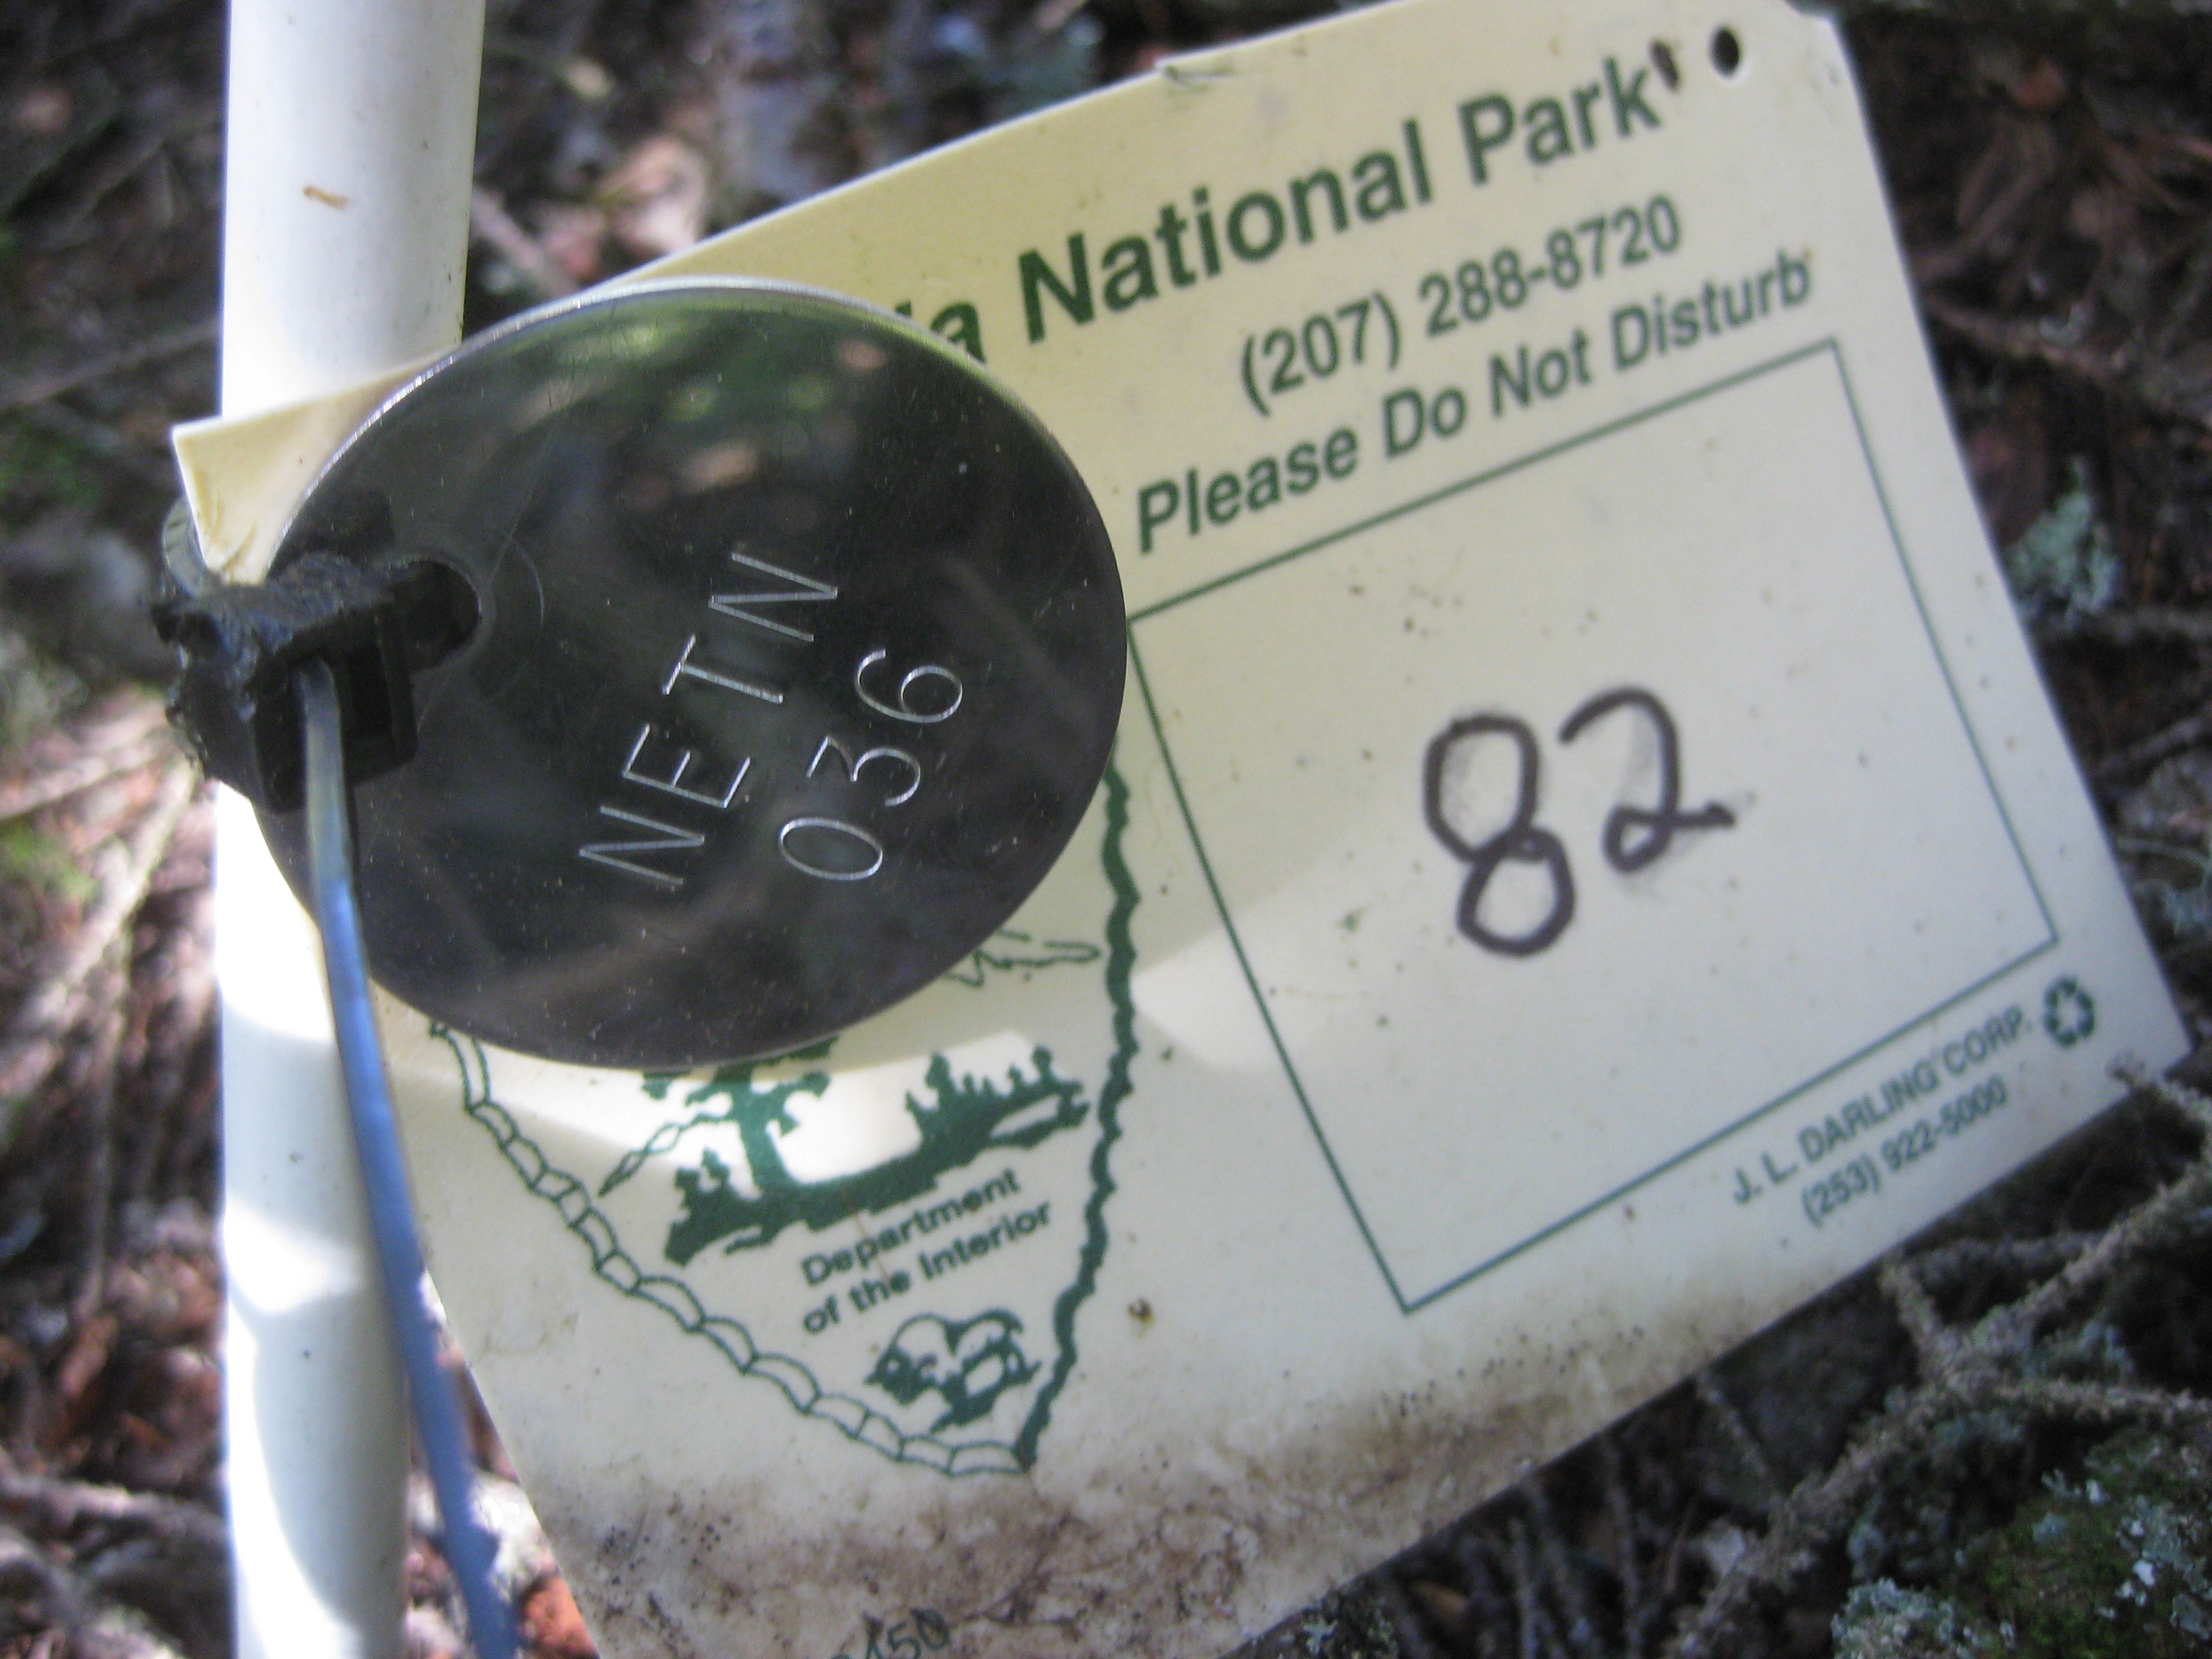 ia National Park
(207) 288-8720
Please Do Not Disturb
NETN
036
82
Department
of the Interior
J. L. DARLING CORP.
(253) 922-5000